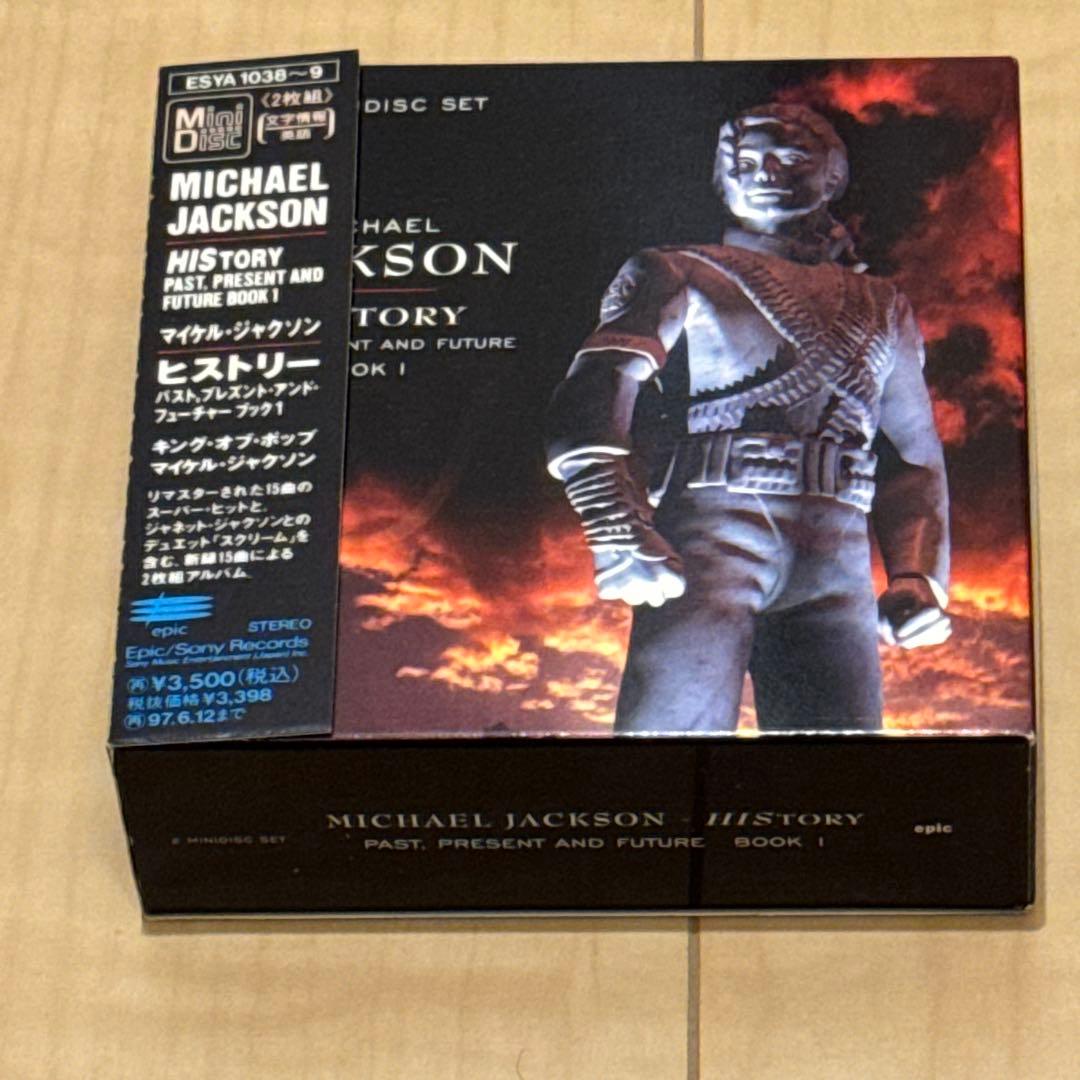 ESYA 1038〜9
Mini Disc
《2枚組》
文字情報
英語
MICHAEL
JACKSON
HISTORY
PAST, PRESENT AND
FUTURE BOOK 1
マイケル・ジャクソン
ヒストリー
パスト、プレズント・アンド・
フューチャー ブック1
キング・オブ・ポップ
マイケル・ジャクソン
リマスターされた15曲の
スーパー・ヒットと、
ジャネット・ジャクソンとの
デュエット「スクリーム」を
含む、新録15曲による
2枚組アルバム
epic
STEREO
Epic/Sony Records
Sony Music Entertainment (Japan) Inc.
再 ¥3,500(税込)
税抜価格¥3,398
再 97.6.12まで
DISC SET
CHAEL
KSON
TORY
NT AND FUTURE
OK I
2 MINIDISC SET
MICHAEL JACKSON - HISTORY
PAST, PRESENT AND FUTURE BOOK I
epic